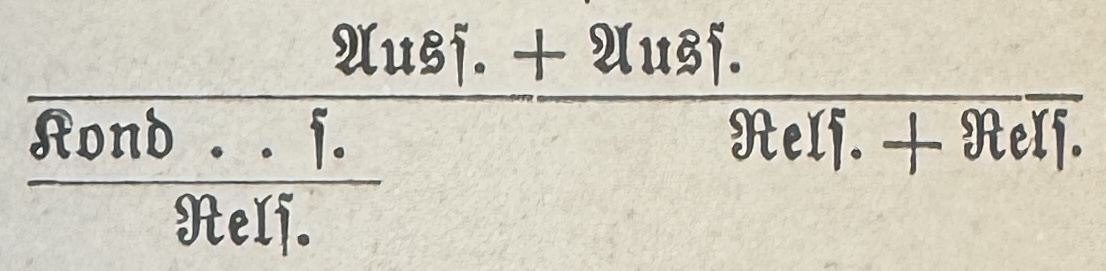 Ausſ. + Ausſ.
Kond . . ſ. Relſ. + Relſ.
Relſ.